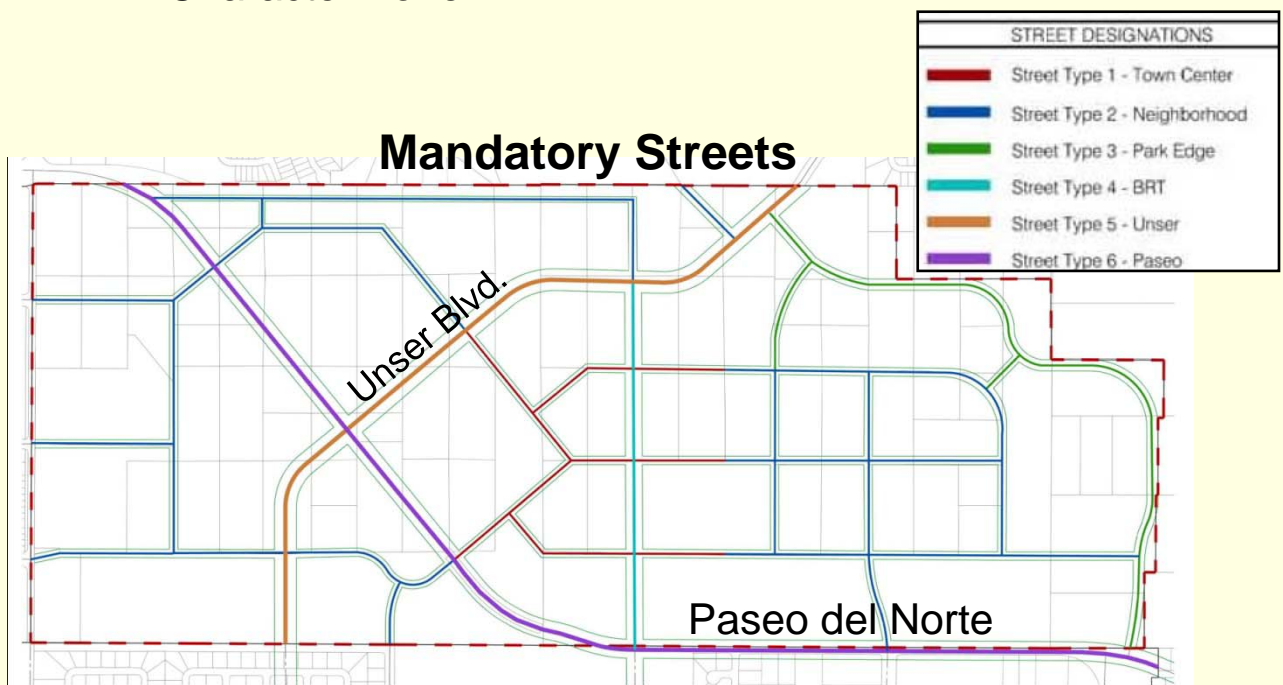 STREET DESIGNATIONS
Street Type 1 - Town Center
Street Type 2 - Neighborhood
Street Type 3 - Park Edge
Street Type 4 - BRT
Street Type 5 - Unser
Street Type 6 - Paseo
Mandatory Streets
Unser Blvd.
Paseo del Norte